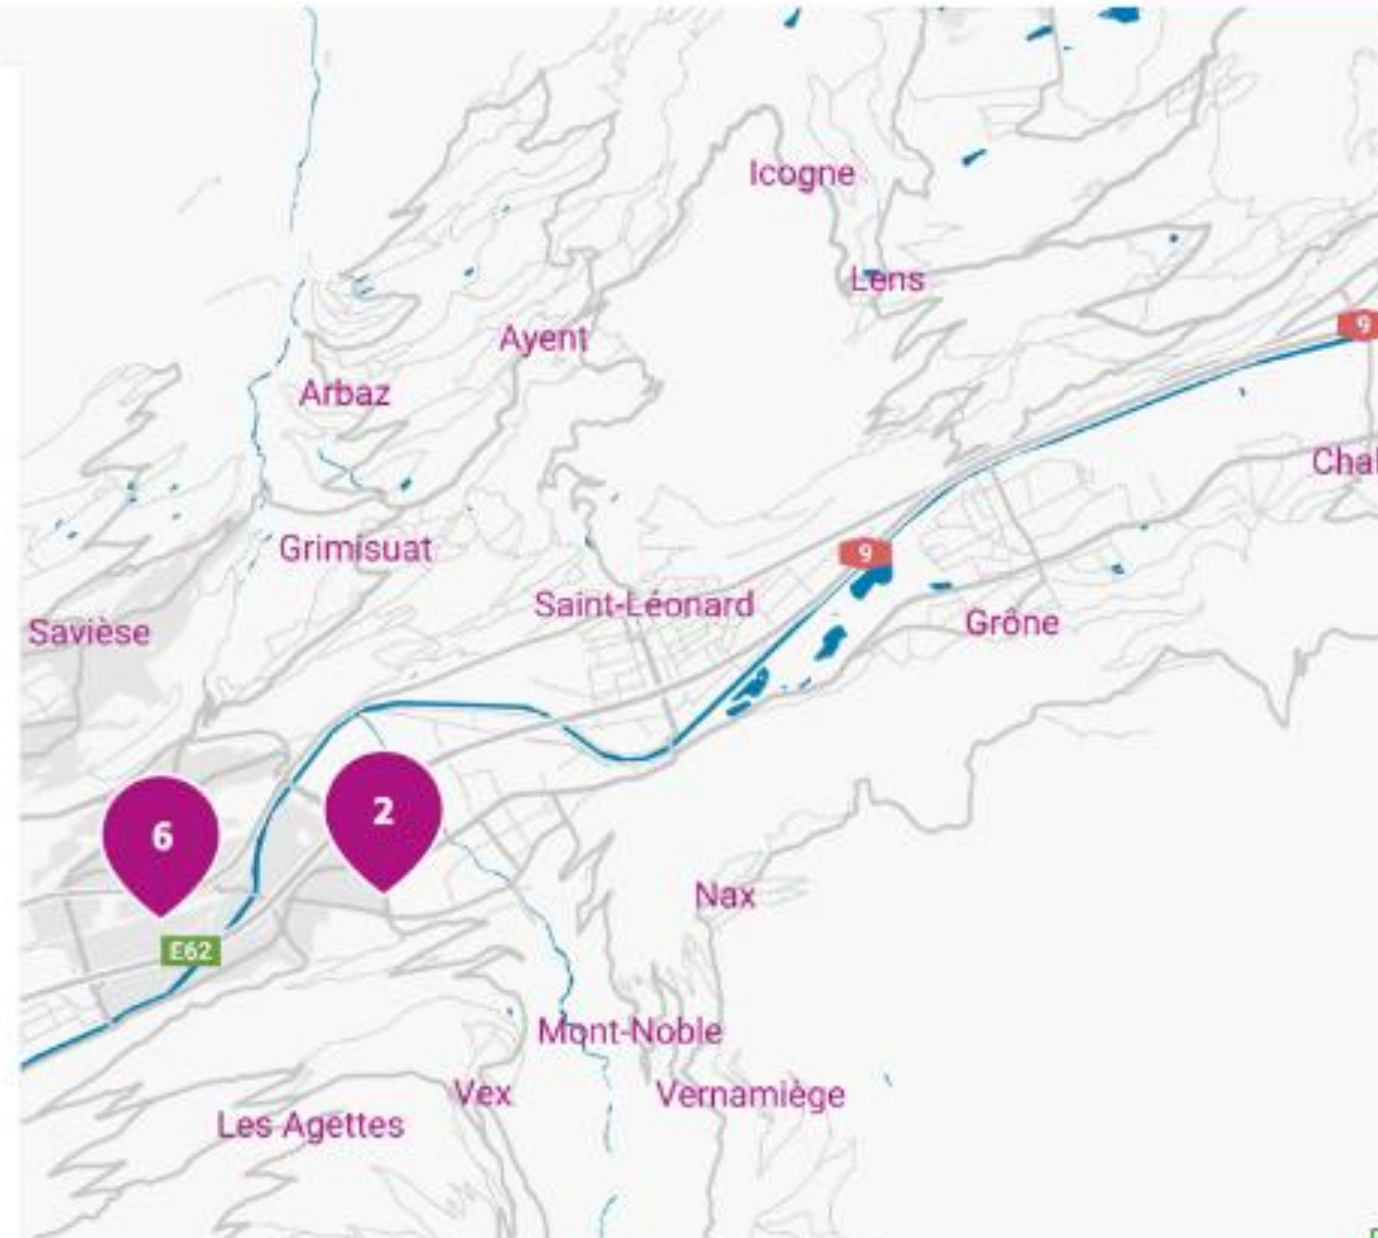 Icogne
Lens
9
Ayent
Arbaz
Chal
Grimisuat
9
Saint-Léonard
Grône
Savièse
2
6
E62
Nax
Mont-Noble
Vex
Vernamiège
Les Agettes